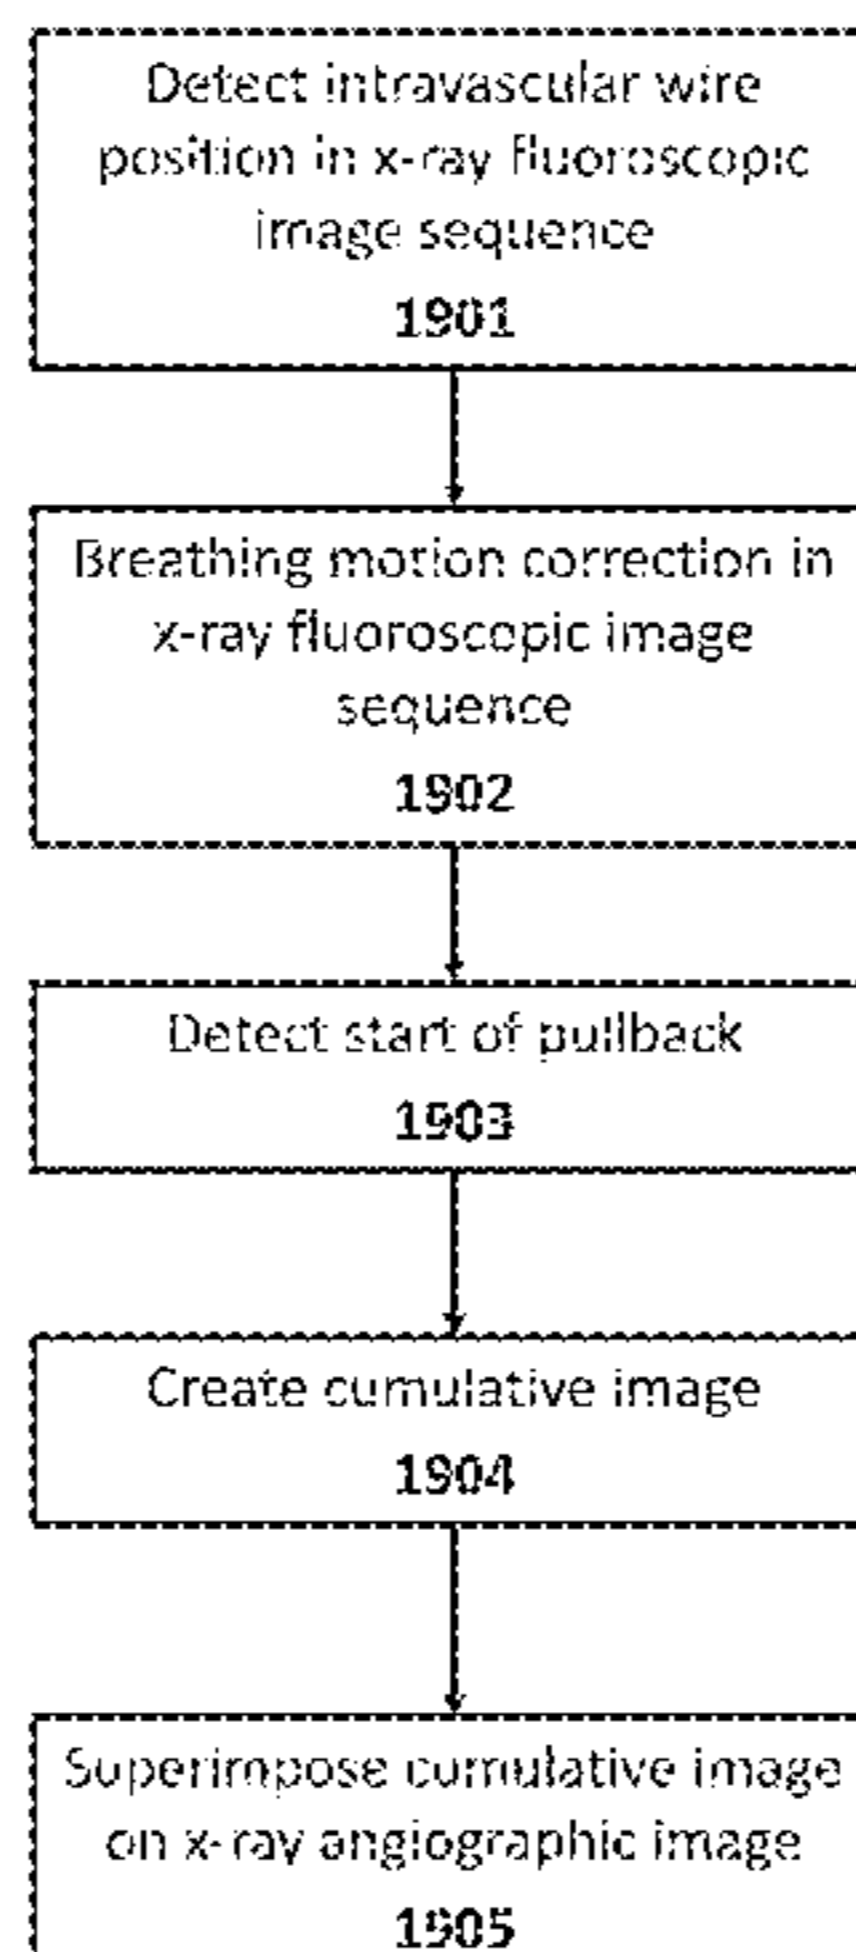 Detect intravascular wire
position in x-ray fluoroscopic
image sequence
1901
Breathing motion correction in
x-ray fluoroscopic image
sequence
1902
Detect start of pullback
1903
Create cumulative image
1904
Superimpose cumulative image
on x-ray angiographic image
1905